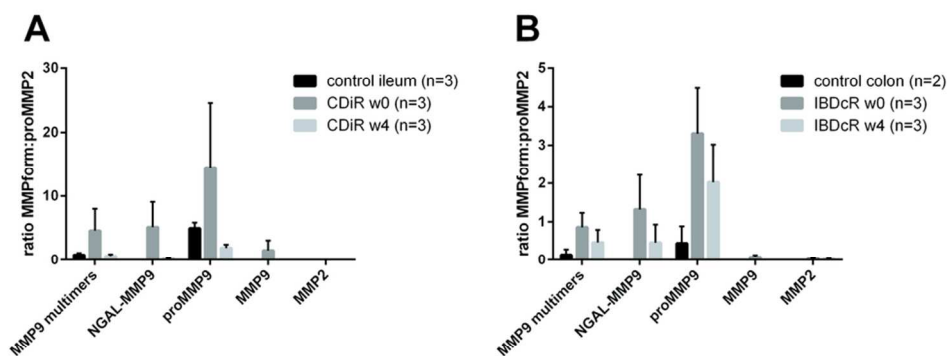 A
ratio MMPform:proMMP2
30
20
10
0
control ileum (n=3)
CDiR w0 (n=3)
CDiR w4 (n=3)
MMP9 multimers
NGAL-MMP9
proMMP9
MMP9
MMP2
B
ratio MMPform:proMMP2
5
4
3
2
1
0
control colon (n=2)
IBDcR w0 (n=3)
IBDcR w4 (n=3)
MMP9 multimers
NGAL-MMP9
proMMP9
MMP9
MMP2